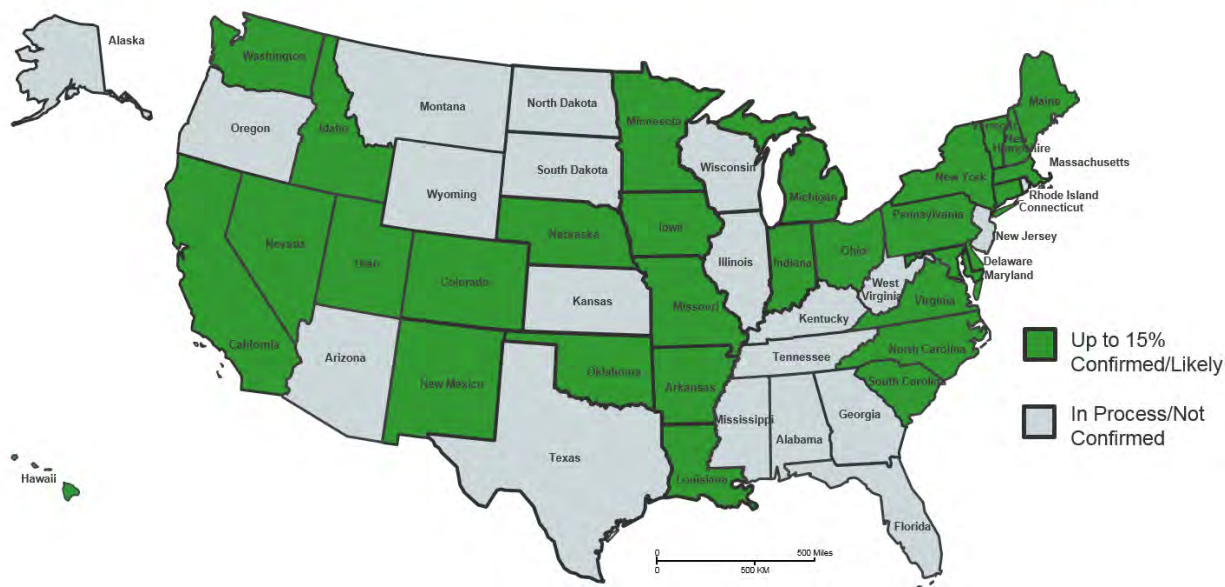 Alaska
Washington
Montana
North Dakota
Minnesota
Maine
Vermont
New
Hampshire
Oregon
Idaho
Wisconsin
Massachusetts
South Dakota
Michigan
New York
Rhode Island
Wyoming
Connecticut
Pennsylvania
Iowa
Nebraska
New Jersey
Nevada
Ohio
Illinois
Indiana
Utah
Delaware
Maryland
Colorado
West
Virginia
Kansas
Virginia
Missouri
Kentucky
Up to 15%
Confirmed/Likely
California
North Carolina
Arizona
Tennessee
Oklahoma
New Mexico
South Carolina
Arkansas
In Process/Not
Confirmed
Georgia
Mississippi
Alabama
Texas
Hawaii
Louisiana
Florida
0
500 Miles
0
500 KM